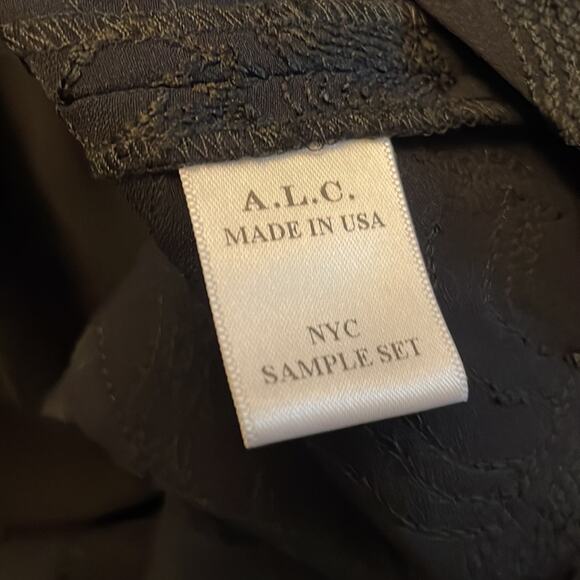 A.L.C.
MADE IN USA
NYC
SAMPLE SET